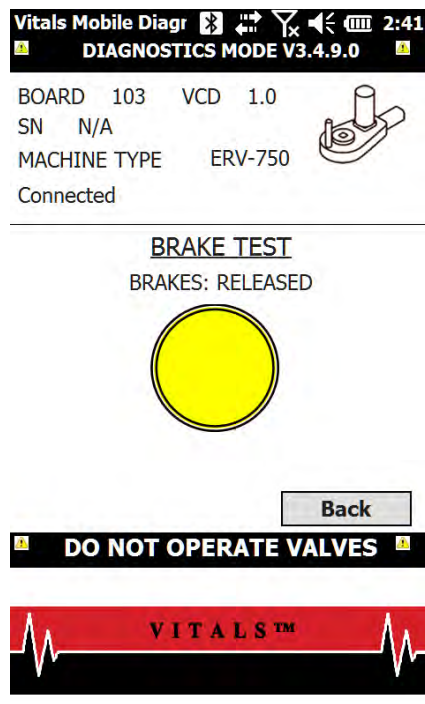 Vitals Mobile Diagr 2:41
DIAGNOSTICS MODE V3.4.9.0
BOARD 103 VCD 1.0
SN N/A
MACHINE TYPE ERV-750
Connected
BRAKE TEST
BRAKES: RELEASED
Back
DO NOT OPERATE VALVES
VITALS™